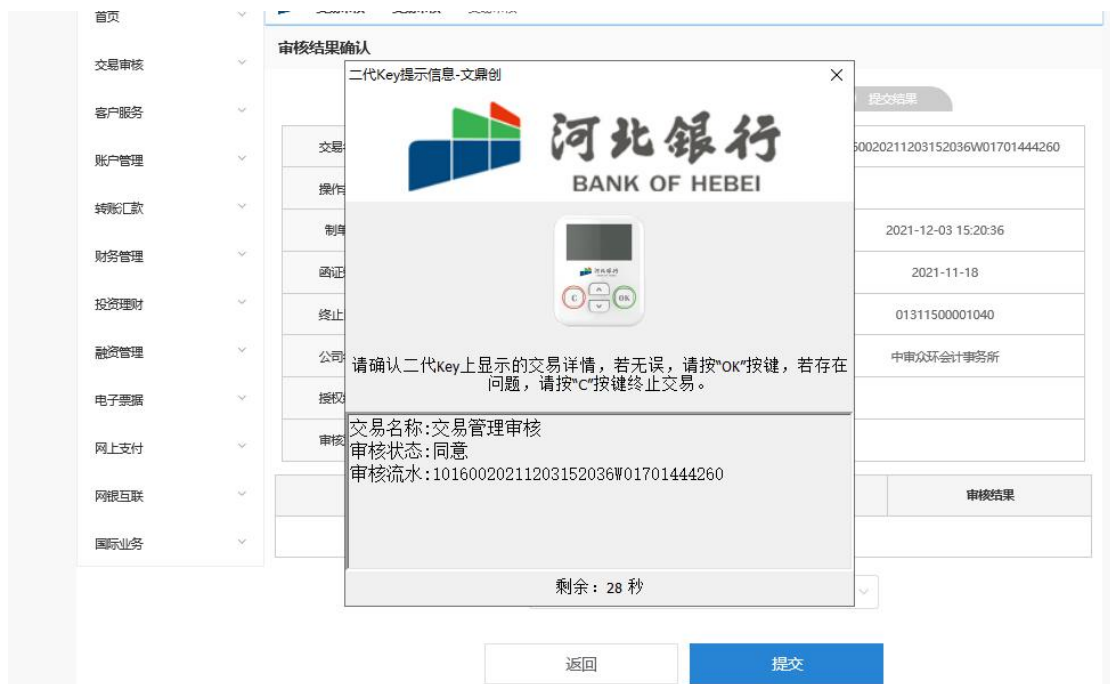 首页
审核结果确认
交易审核
二代Key提示信息-文鼎创
提交结果
客户服务
河北银行
BANK OF HEBEI
账户管理
交易
60020211203152036W01701444260
操作
转账汇款
制单
2021-12-03 15:20:36
财务管理
河北银行
函证
2021-11-18
C
OK
投资理财
终止
01311500001040
融资管理
公司
中审众环会计事务所
请确认二代Key上显示的交易详情，若无误，请按"OK"按键，若存在
问题，请按"C"按键终止交易。
电子票据
授权
交易名称:交易管理审核
网上支付
审核
审核状态:同意
审核流水:10160020211203152036W01701444260
网银互联
审核结果
国际业务
剩余：28 秒
返回
提交